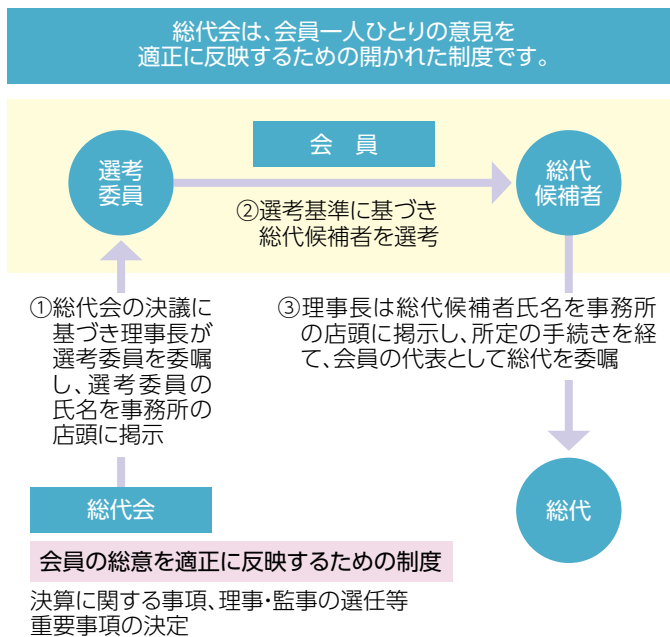 総代会は、会員一人ひとりの意見を
適正に反映するための開かれた制度です。
会　員
選考
委員
総代
候補者
②選考基準に基づき
総代候補者を選考
①総代会の決議に
基づき理事長が
選考委員を委嘱
し、選考委員の
氏名を事務所の
店頭に掲示
③理事長は総代候補者氏名を事務所
の店頭に掲示し、所定の手続きを経
て、会員の代表として総代を委嘱
総代会
総代
会員の総意を適正に反映するための制度
決算に関する事項、理事・監事の選任等
重要事項の決定